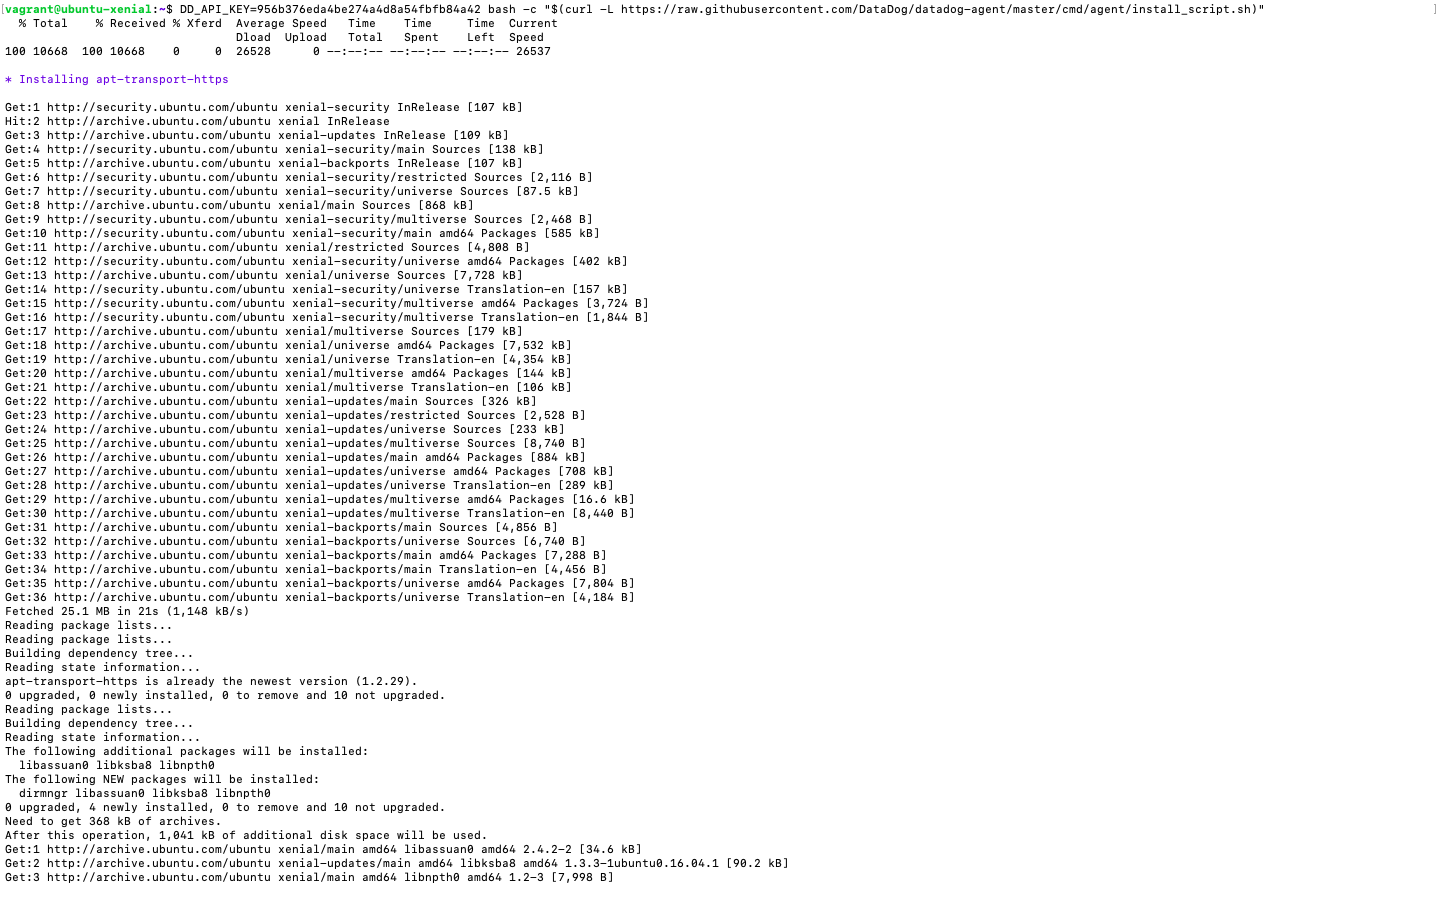 [vagrant@ubuntu-xenial:~$ DD_API_KEY=956b376eda4be274a4d8a54fbfb84a42 bash -c "$(curl -L https://raw.githubusercontent.com/DataDog/datadog-agent/master/cmd/agent/install_script.sh)" ]
% Total % Received % Xferd Average Speed Time Time Time Current
Dload Upload Total Spent Left Speed
100 10668 100 10668 0 0 26528 0 --:--:-- --:--:-- --:--:-- 26537
* Installing apt-transport-https
Get:1 http://security.ubuntu.com/ubuntu xenial-security InRelease [107 kB]
Hit:2 http://archive.ubuntu.com/ubuntu xenial InRelease
Get:3 http://archive.ubuntu.com/ubuntu xenial-updates InRelease [109 kB]
Get:4 http://security.ubuntu.com/ubuntu xenial-security/main Sources [138 kB]
Get:5 http://archive.ubuntu.com/ubuntu xenial-backports InRelease [107 kB]
Get:6 http://security.ubuntu.com/ubuntu xenial-security/restricted Sources [2,116 B]
Get:7 http://security.ubuntu.com/ubuntu xenial-security/universe Sources [87.5 kB]
Get:8 http://archive.ubuntu.com/ubuntu xenial/main Sources [868 kB]
Get:9 http://security.ubuntu.com/ubuntu xenial-security/multiverse Sources [2,468 B]
Get:10 http://security.ubuntu.com/ubuntu xenial-security/main amd64 Packages [585 kB]
Get:11 http://archive.ubuntu.com/ubuntu xenial/restricted Sources [4,808 B]
Get:12 http://security.ubuntu.com/ubuntu xenial-security/universe amd64 Packages [402 kB]
Get:13 http://archive.ubuntu.com/ubuntu xenial/universe Sources [7,728 kB]
Get:14 http://security.ubuntu.com/ubuntu xenial-security/universe Translation-en [157 kB]
Get:15 http://security.ubuntu.com/ubuntu xenial-security/multiverse amd64 Packages [3,724 B]
Get:16 http://security.ubuntu.com/ubuntu xenial-security/multiverse Translation-en [1,844 B]
Get:17 http://archive.ubuntu.com/ubuntu xenial/multiverse Sources [179 kB]
Get:18 http://archive.ubuntu.com/ubuntu xenial/universe amd64 Packages [7,532 kB]
Get:19 http://archive.ubuntu.com/ubuntu xenial/universe Translation-en [4,354 kB]
Get:20 http://archive.ubuntu.com/ubuntu xenial/multiverse amd64 Packages [144 kB]
Get:21 http://archive.ubuntu.com/ubuntu xenial/multiverse Translation-en [106 kB]
Get:22 http://archive.ubuntu.com/ubuntu xenial-updates/main Sources [326 kB]
Get:23 http://archive.ubuntu.com/ubuntu xenial-updates/restricted Sources [2,528 B]
Get:24 http://archive.ubuntu.com/ubuntu xenial-updates/universe Sources [233 kB]
Get:25 http://archive.ubuntu.com/ubuntu xenial-updates/multiverse Sources [8,740 B]
Get:26 http://archive.ubuntu.com/ubuntu xenial-updates/main amd64 Packages [884 kB]
Get:27 http://archive.ubuntu.com/ubuntu xenial-updates/universe amd64 Packages [708 kB]
Get:28 http://archive.ubuntu.com/ubuntu xenial-updates/universe Translation-en [289 kB]
Get:29 http://archive.ubuntu.com/ubuntu xenial-updates/multiverse amd64 Packages [16.6 kB]
Get:30 http://archive.ubuntu.com/ubuntu xenial-updates/multiverse Translation-en [8,440 B]
Get:31 http://archive.ubuntu.com/ubuntu xenial-backports/main Sources [4,856 B]
Get:32 http://archive.ubuntu.com/ubuntu xenial-backports/universe Sources [6,740 B]
Get:33 http://archive.ubuntu.com/ubuntu xenial-backports/main amd64 Packages [7,288 B]
Get:34 http://archive.ubuntu.com/ubuntu xenial-backports/main Translation-en [4,456 B]
Get:35 http://archive.ubuntu.com/ubuntu xenial-backports/universe amd64 Packages [7,804 B]
Get:36 http://archive.ubuntu.com/ubuntu xenial-backports/universe Translation-en [4,184 B]
Fetched 25.1 MB in 21s (1,148 kB/s)
Reading package lists...
Reading package lists...
Building dependency tree...
Reading state information...
apt-transport-https is already the newest version (1.2.29).
0 upgraded, 0 newly installed, 0 to remove and 10 not upgraded.
Reading package lists...
Building dependency tree...
Reading state information...
The following additional packages will be installed:
libassuan0 libksba8 libnpth0
The following NEW packages will be installed:
dirmngr libassuan0 libksba8 libnpth0
0 upgraded, 4 newly installed, 0 to remove and 10 not upgraded.
Need to get 368 kB of archives.
After this operation, 1,041 kB of additional disk space will be used.
Get:1 http://archive.ubuntu.com/ubuntu xenial/main amd64 libassuan0 amd64 2.4.2-2 [34.6 kB]
Get:2 http://archive.ubuntu.com/ubuntu xenial-updates/main amd64 libksba8 amd64 1.3.3-1ubuntu0.16.04.1 [90.2 kB]
Get:3 http://archive.ubuntu.com/ubuntu xenial/main amd64 libnpth0 amd64 1.2-3 [7,998 B]